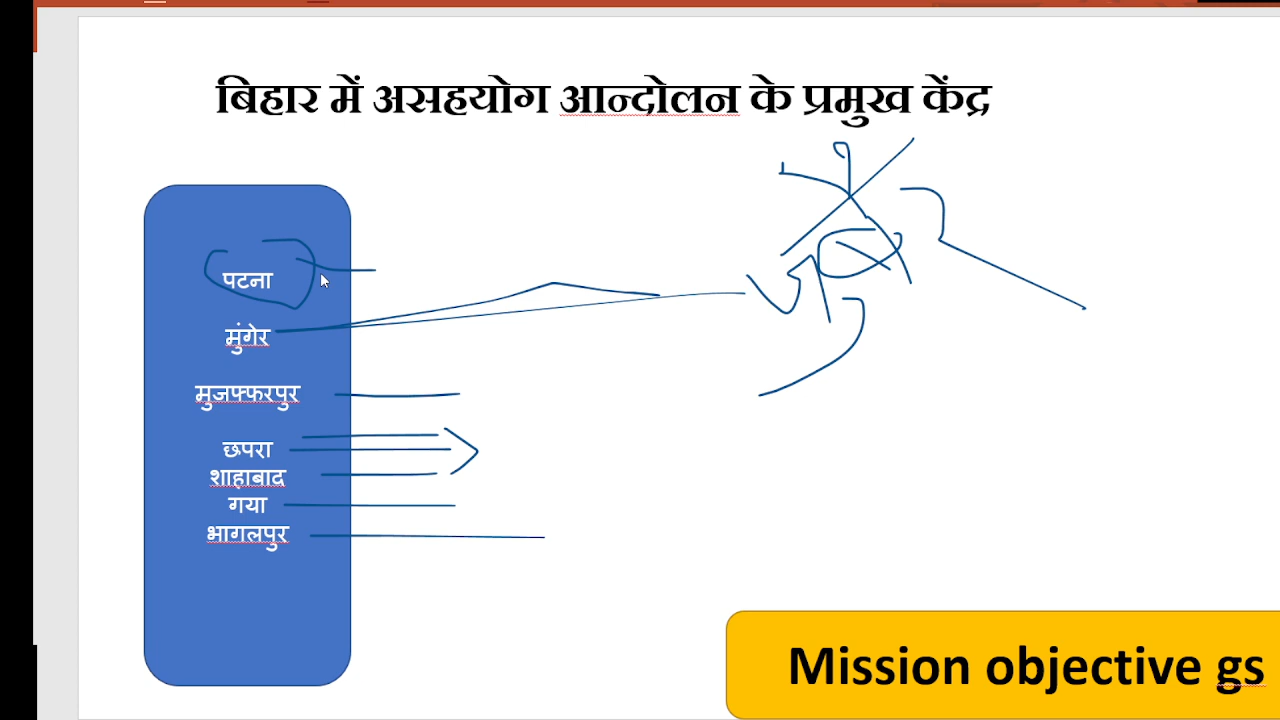 बिहार में असहयोग आन्दोलन के प्रमुख केंद्र
पटना
मुंगेर
मुजफ्फरपुर
छपरा
शाहाबाद
गया
भागलपुर
Mission objective gs